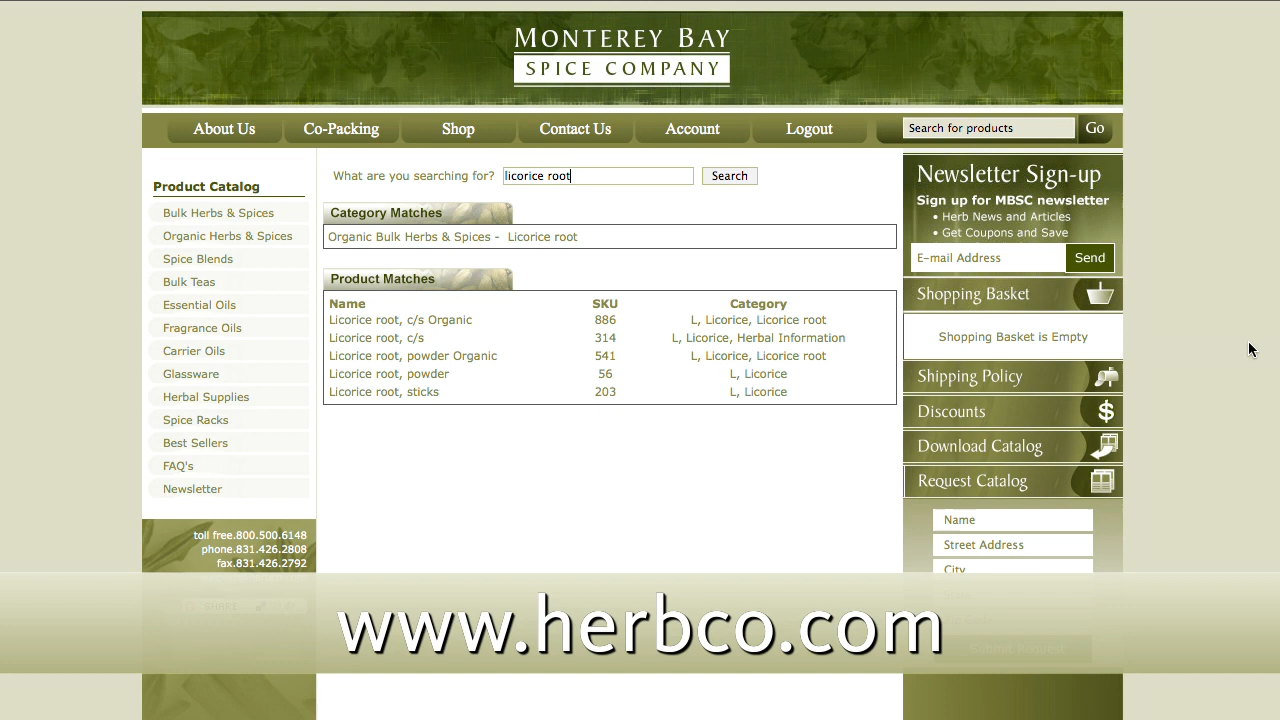 MONTEREY BAY
SPICE COMPANY
About Us
Co-Packing
Shop
Contact Us
Account
Logout
Search for products
Go
Product Catalog
Bulk Herbs & Spices
Organic Herbs & Spices
Spice Blends
Bulk Teas
Essential Oils
Fragrance Oils
Carrier Oils
Glassware
Herbal Supplies
Spice Racks
Best Sellers
FAQ's
Newsletter
toll free.800.500.6148
phone.831.426.2808
fax.831.426.2792
SHARE
What are you searching for? licorice root Search
Category Matches
Organic Bulk Herbs & Spices - Licorice root
Product Matches
Name SKU Category
Licorice root, c/s Organic 886 L, Licorice, Licorice root
Licorice root, c/s 314 L, Licorice, Herbal Information
Licorice root, powder Organic 541 L, Licorice, Licorice root
Licorice root, powder 56 L, Licorice
Licorice root, sticks 203 L, Licorice
Newsletter Sign-up
Sign up for MBSC newsletter
• Herb News and Articles
• Get Coupons and Save
E-mail Address Send
Shopping Basket
Shopping Basket is Empty
Shipping Policy
Discounts $
Download Catalog
Request Catalog
Name
Street Address
City
Submit Request
www.herbco.com